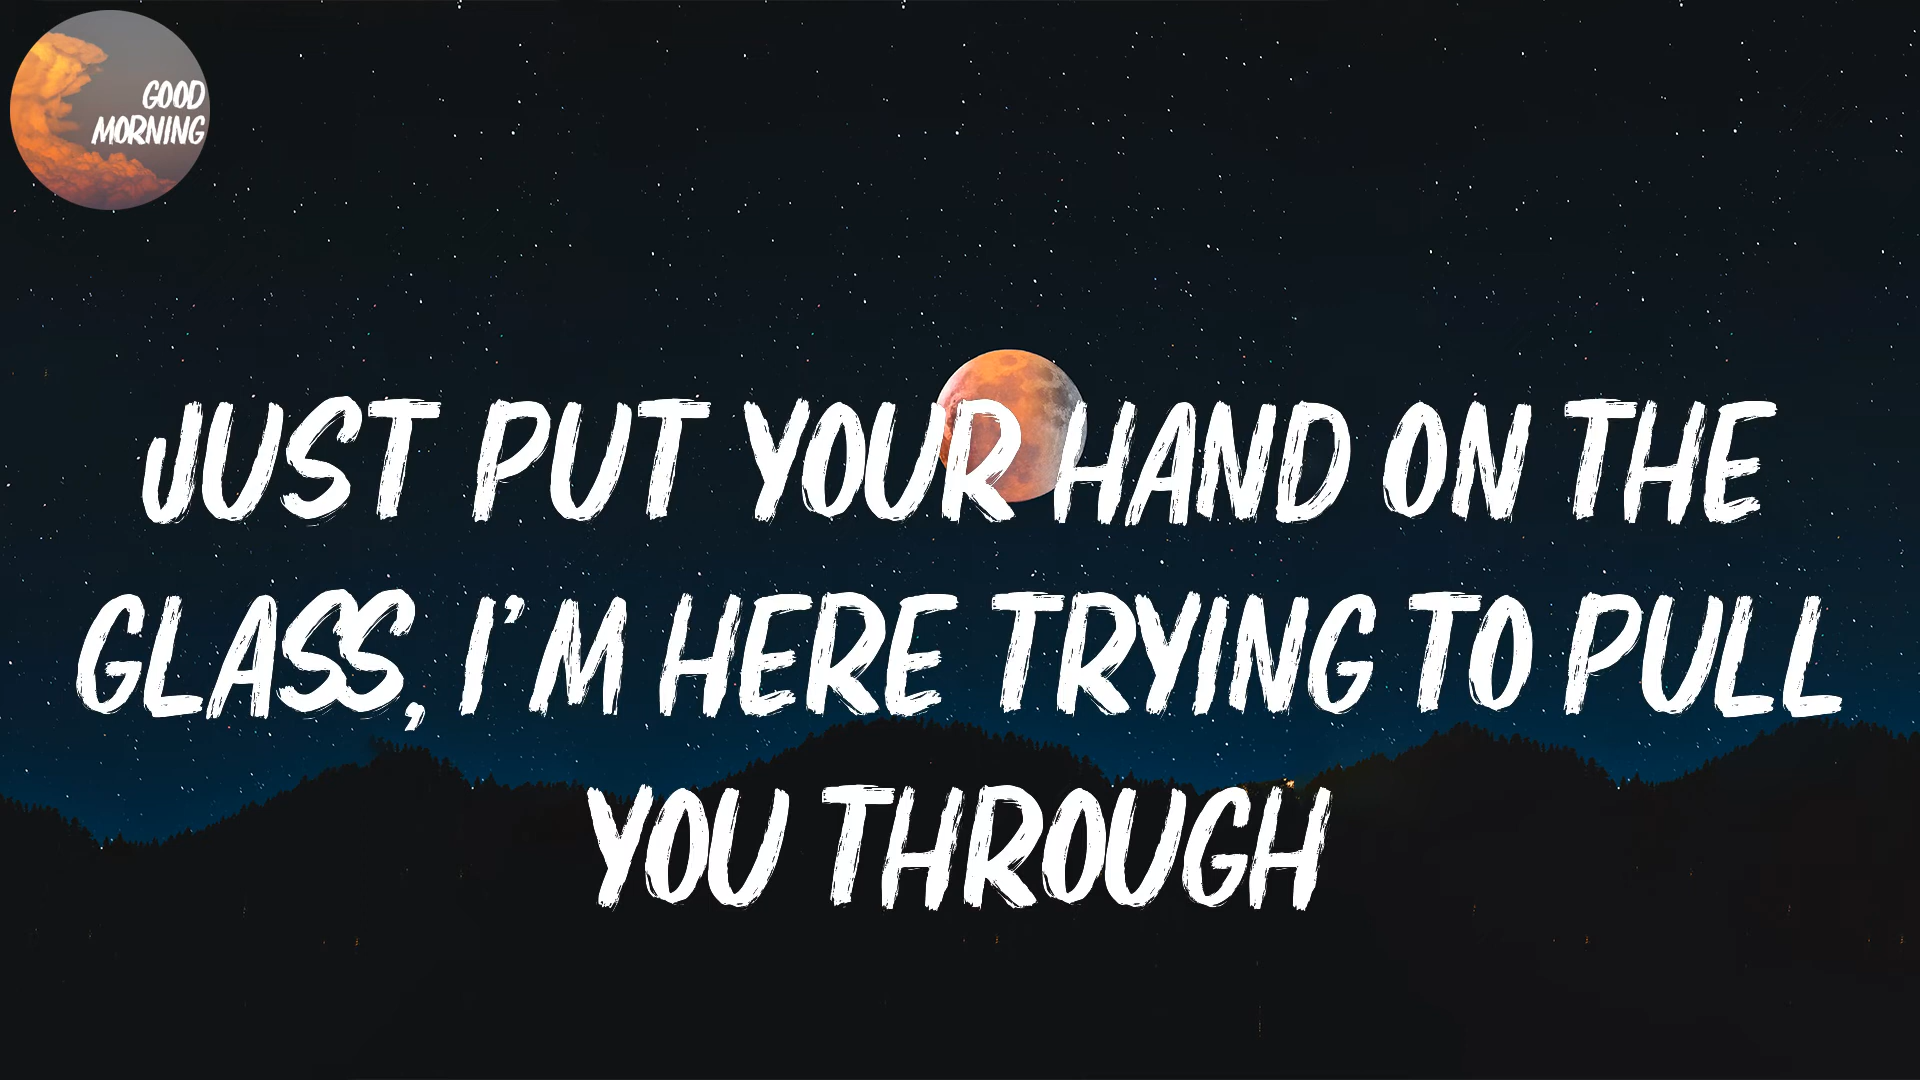 GOOD
MORNING
JUST PUT YOUR HAND ON THE
GLASS, I'M HERE TRYING TO PULL
YOU THROUGH